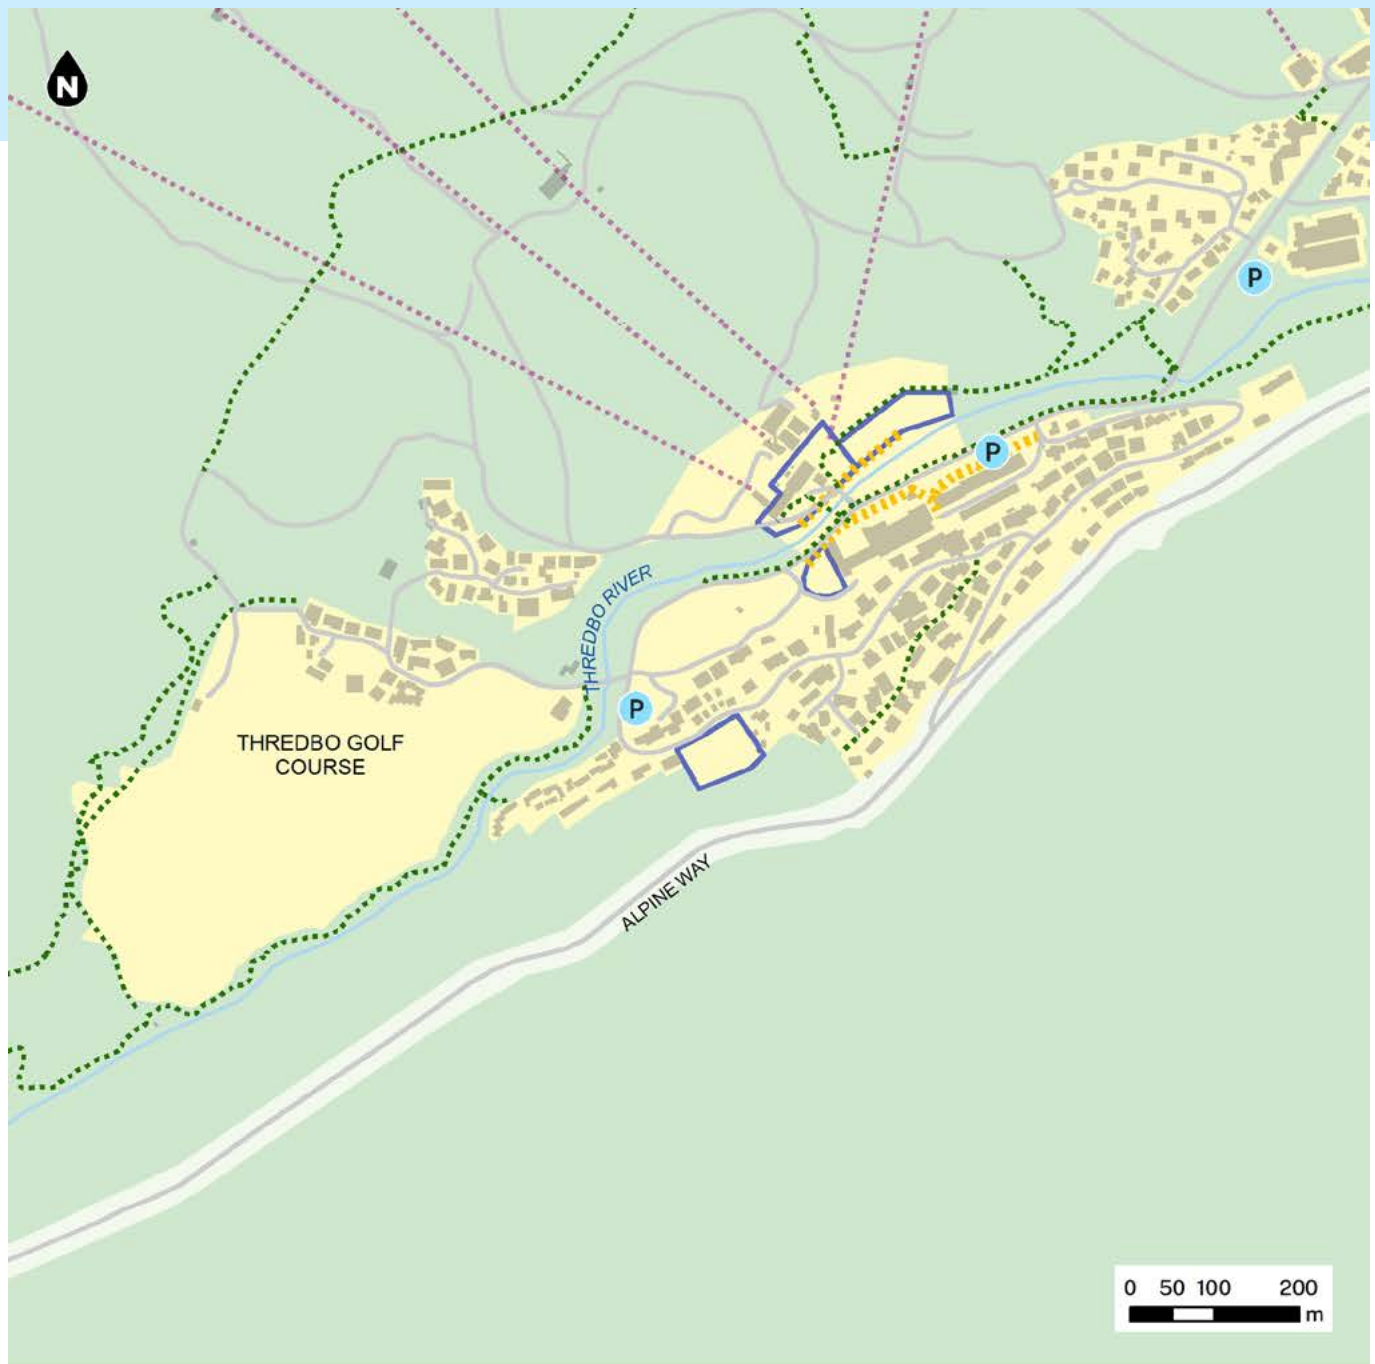 N
P
P
THREDBO RIVER
P
THREDBO GOLF
COURSE
ALPINE WAY
0 50 100 200
m